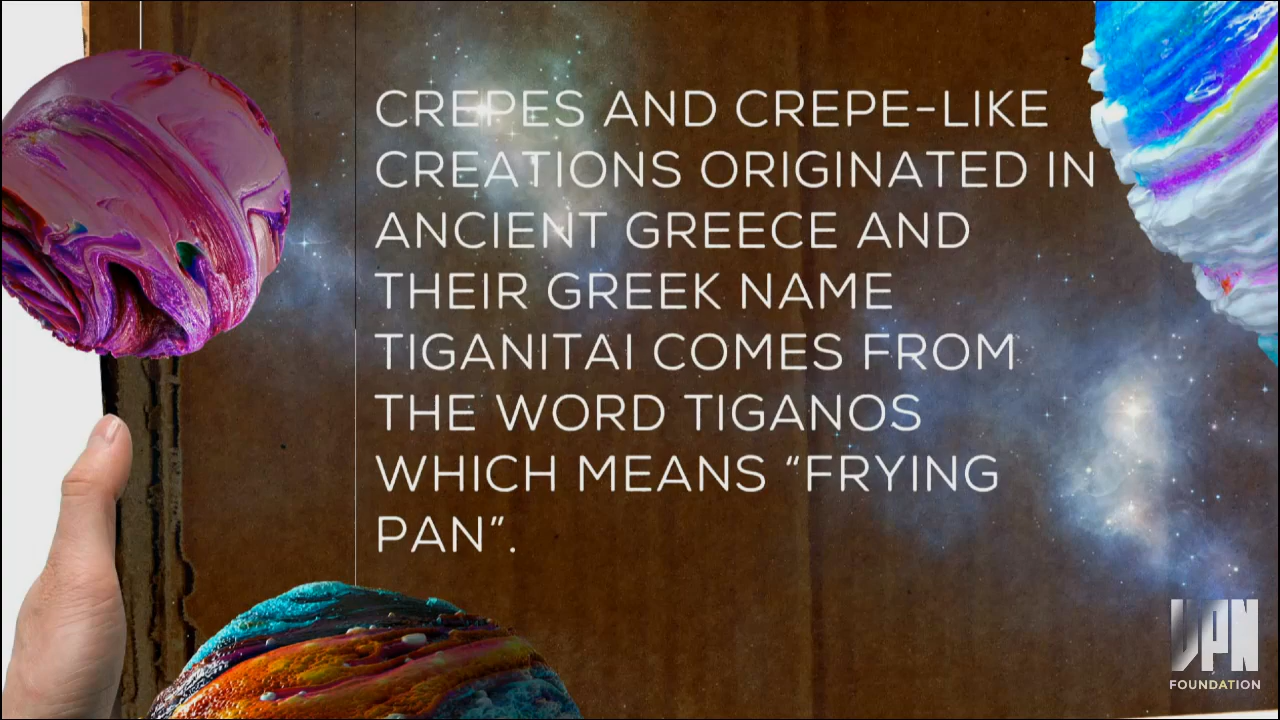 CREPES AND CREPE-LIKE
CREATIONS ORIGINATED IN
ANCIENT GREECE AND
THEIR GREEK NAME
TIGANITAI COMES FROM
THE WORD TIGANOS
WHICH MEANS “FRYING
PAN”.
VPN
FOUNDATION